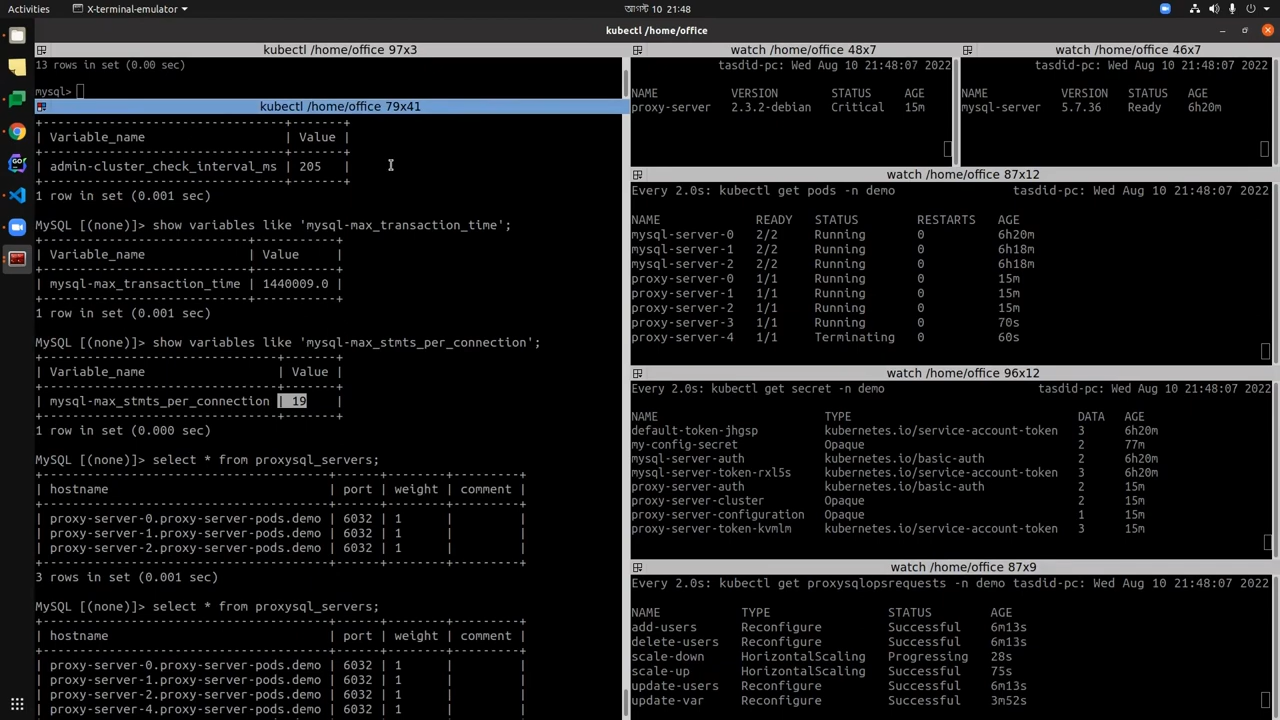 Activities
X-terminal-emulator
আগস্ট 10 21:48
kubectl /home/office
kubectl /home/office 97x3
13 rows in set (0.00 sec)
mysql>
kubectl /home/office 79x41
+---------------------------------+-------+
| Variable_name                   | Value |
+---------------------------------+-------+
| admin-cluster_check_interval_ms | 205   |
+---------------------------------+-------+
1 row in set (0.001 sec)
MySQL [(none)]> show variables like 'mysql-max_transaction_time';
+----------------------------+-----------+
| Variable_name              | Value     |
+----------------------------+-----------+
| mysql-max_transaction_time | 1440009.0 |
+----------------------------+-----------+
1 row in set (0.001 sec)
MySQL [(none)]> show variables like 'mysql-max_stmts_per_connection';
+--------------------------------+-------+
| Variable_name                  | Value |
+--------------------------------+-------+
| mysql-max_stmts_per_connection | 19    |
+--------------------------------+-------+
1 row in set (0.000 sec)
MySQL [(none)]> select * from proxysql_servers;
+---------------------------------------+------+--------+---------+
| hostname                              | port | weight | comment |
+---------------------------------------+------+--------+---------+
| proxy-server-0.proxy-server-pods.demo | 6032 | 1      |         |
| proxy-server-1.proxy-server-pods.demo | 6032 | 1      |         |
| proxy-server-2.proxy-server-pods.demo | 6032 | 1      |         |
+---------------------------------------+------+--------+---------+
3 rows in set (0.001 sec)
MySQL [(none)]> select * from proxysql_servers;
+---------------------------------------+------+--------+---------+
| hostname                              | port | weight | comment |
+---------------------------------------+------+--------+---------+
| proxy-server-0.proxy-server-pods.demo | 6032 | 1      |         |
| proxy-server-1.proxy-server-pods.demo | 6032 | 1      |         |
| proxy-server-2.proxy-server-pods.demo | 6032 | 1      |         |
| proxy-server-4.proxy-server-pods.demo | 6032 | 1      |         |
watch /home/office 48x7
tasdid-pc: Wed Aug 10 21:48:07 2022
NAME VERSION STATUS AGE
proxy-server 2.3.2-debian Critical 15m
watch /home/office 46x7
tasdid-pc: Wed Aug 10 21:48:07 2022
NAME VERSION STATUS AGE
mysql-server 5.7.36 Ready 6h20m
watch /home/office 87x12
Every 2.0s: kubectl get pods -n demo tasdid-pc: Wed Aug 10 21:48:07 2022
NAME READY STATUS RESTARTS AGE
mysql-server-0 2/2 Running 0 6h20m
mysql-server-1 2/2 Running 0 6h18m
mysql-server-2 2/2 Running 0 6h18m
proxy-server-0 1/1 Running 0 15m
proxy-server-1 1/1 Running 0 15m
proxy-server-2 1/1 Running 0 15m
proxy-server-3 1/1 Running 0 70s
proxy-server-4 1/1 Terminating 0 60s
watch /home/office 96x12
Every 2.0s: kubectl get secret -n demo tasdid-pc: Wed Aug 10 21:48:07 2022
NAME TYPE DATA AGE
default-token-jhgsp kubernetes.io/service-account-token 3 6h20m
my-config-secret Opaque 2 77m
mysql-server-auth kubernetes.io/basic-auth 2 6h20m
mysql-server-token-rxl5s kubernetes.io/service-account-token 3 6h20m
proxy-server-auth kubernetes.io/basic-auth 2 15m
proxy-server-cluster Opaque 2 15m
proxy-server-configuration Opaque 1 15m
proxy-server-token-kvmlm kubernetes.io/service-account-token 3 15m
watch /home/office 87x9
Every 2.0s: kubectl get proxysqlopsrequests -n demo tasdid-pc: Wed Aug 10 21:48:07 2022
NAME TYPE STATUS AGE
add-users Reconfigure Successful 6m13s
delete-users Reconfigure Successful 6m13s
scale-down HorizontalScaling Progressing 28s
scale-up HorizontalScaling Successful 75s
update-users Reconfigure Successful 6m13s
update-var Reconfigure Successful 3m52s